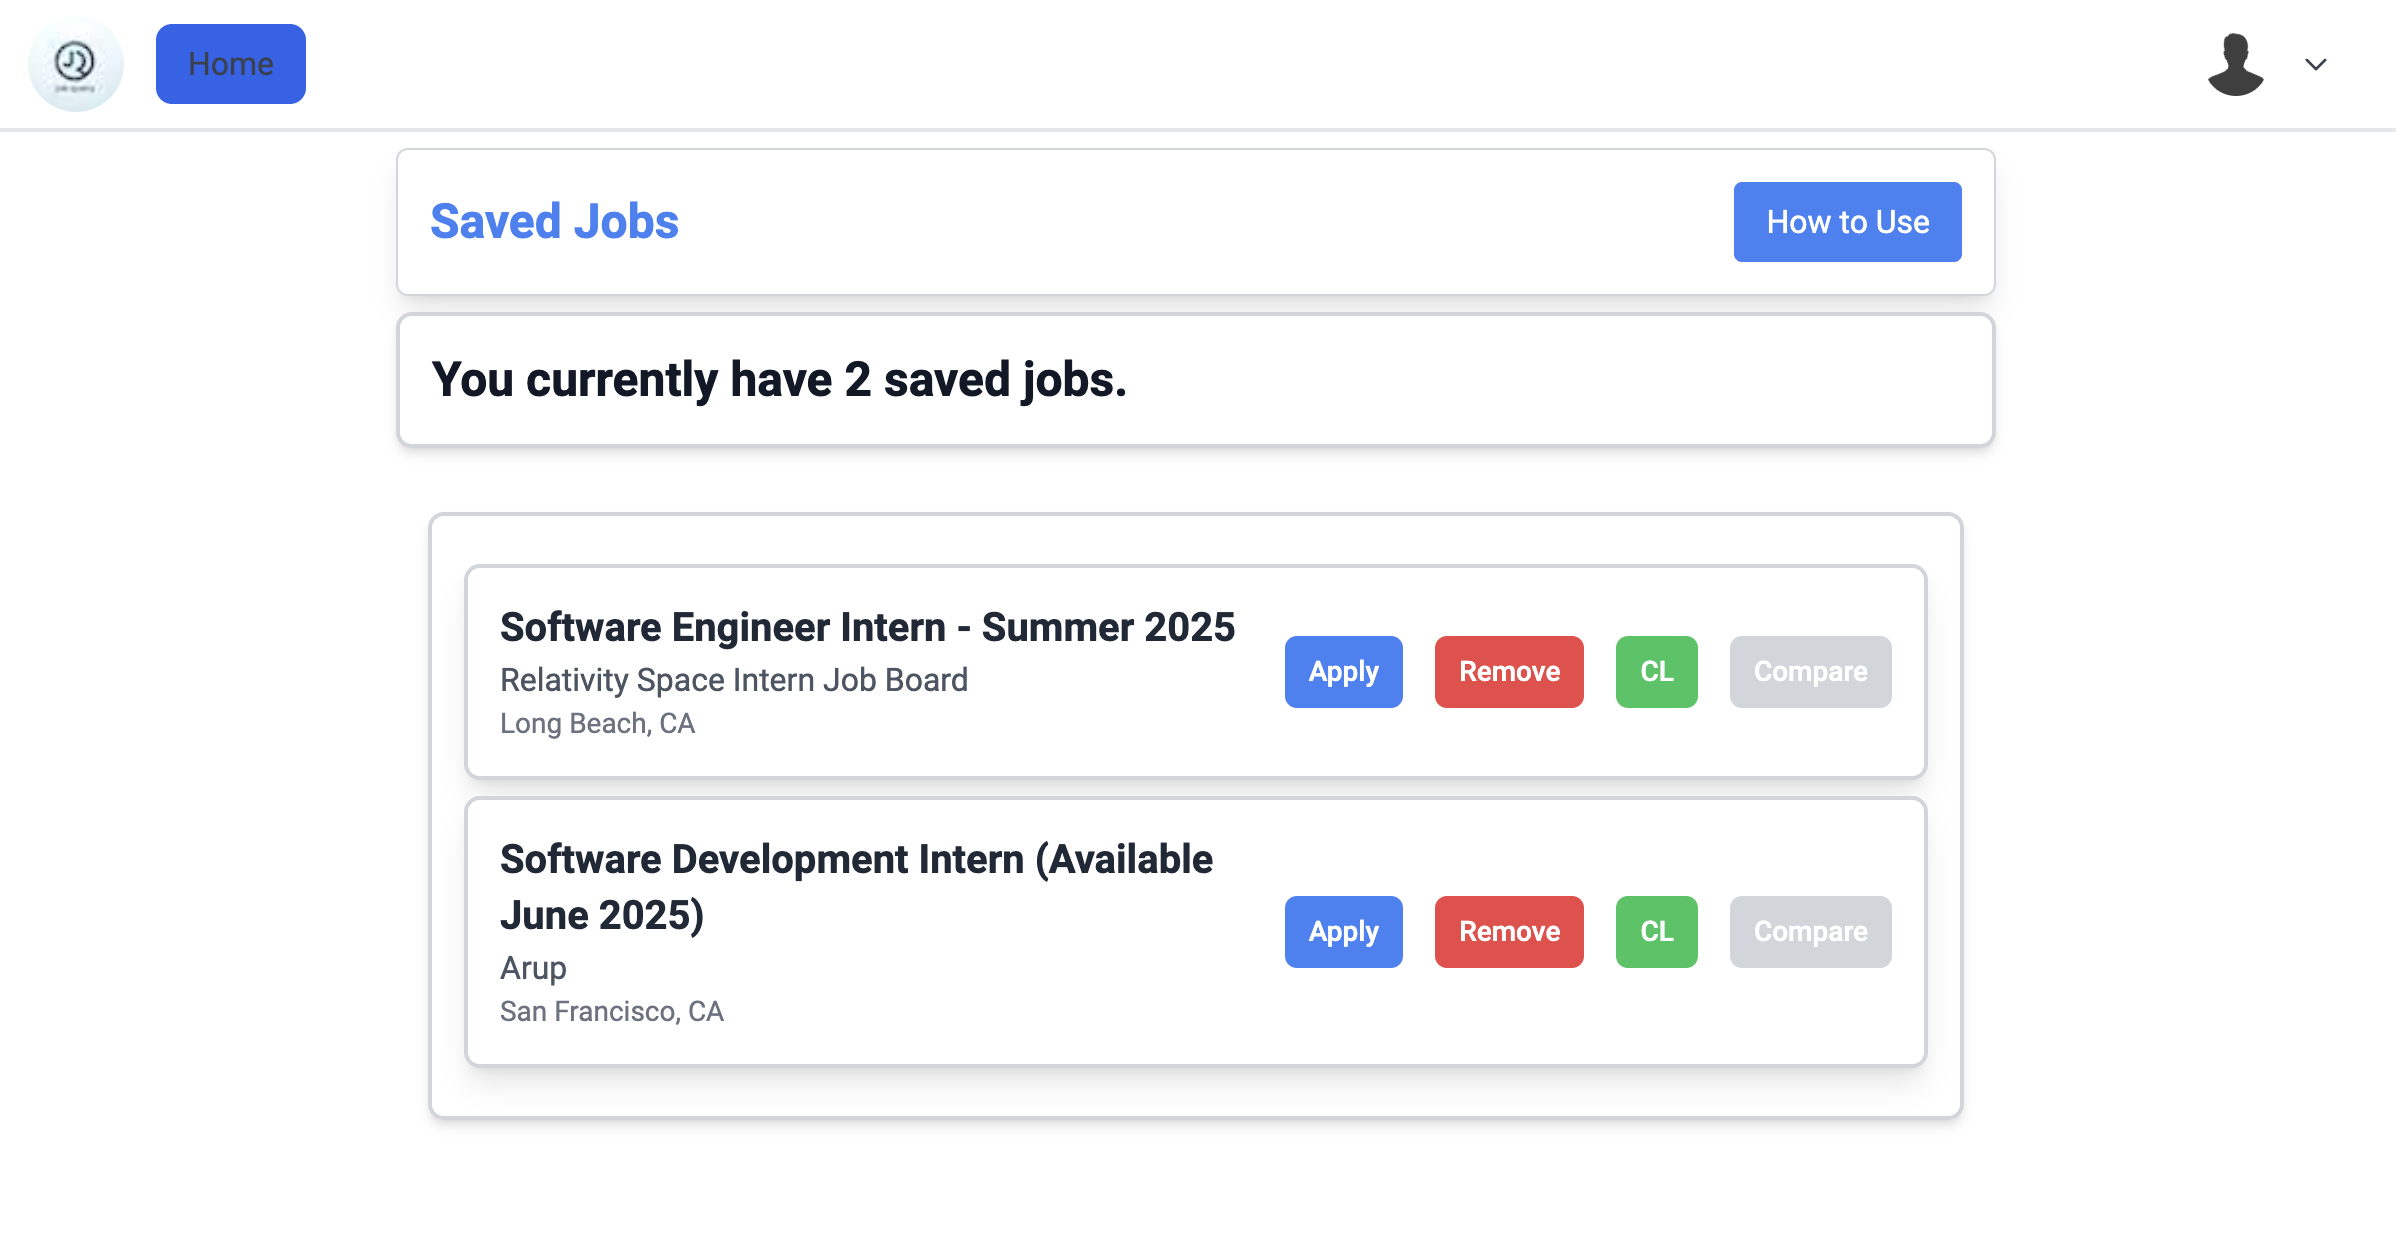 Home
Saved Jobs
How to Use
You currently have 2 saved jobs.
Software Engineer Intern - Summer 2025
Relativity Space Intern Job Board
Long Beach, CA
Apply
Remove
CL
Compare
Software Development Intern (Available
June 2025)
Arup
San Francisco, CA
Apply
Remove
CL
Compare